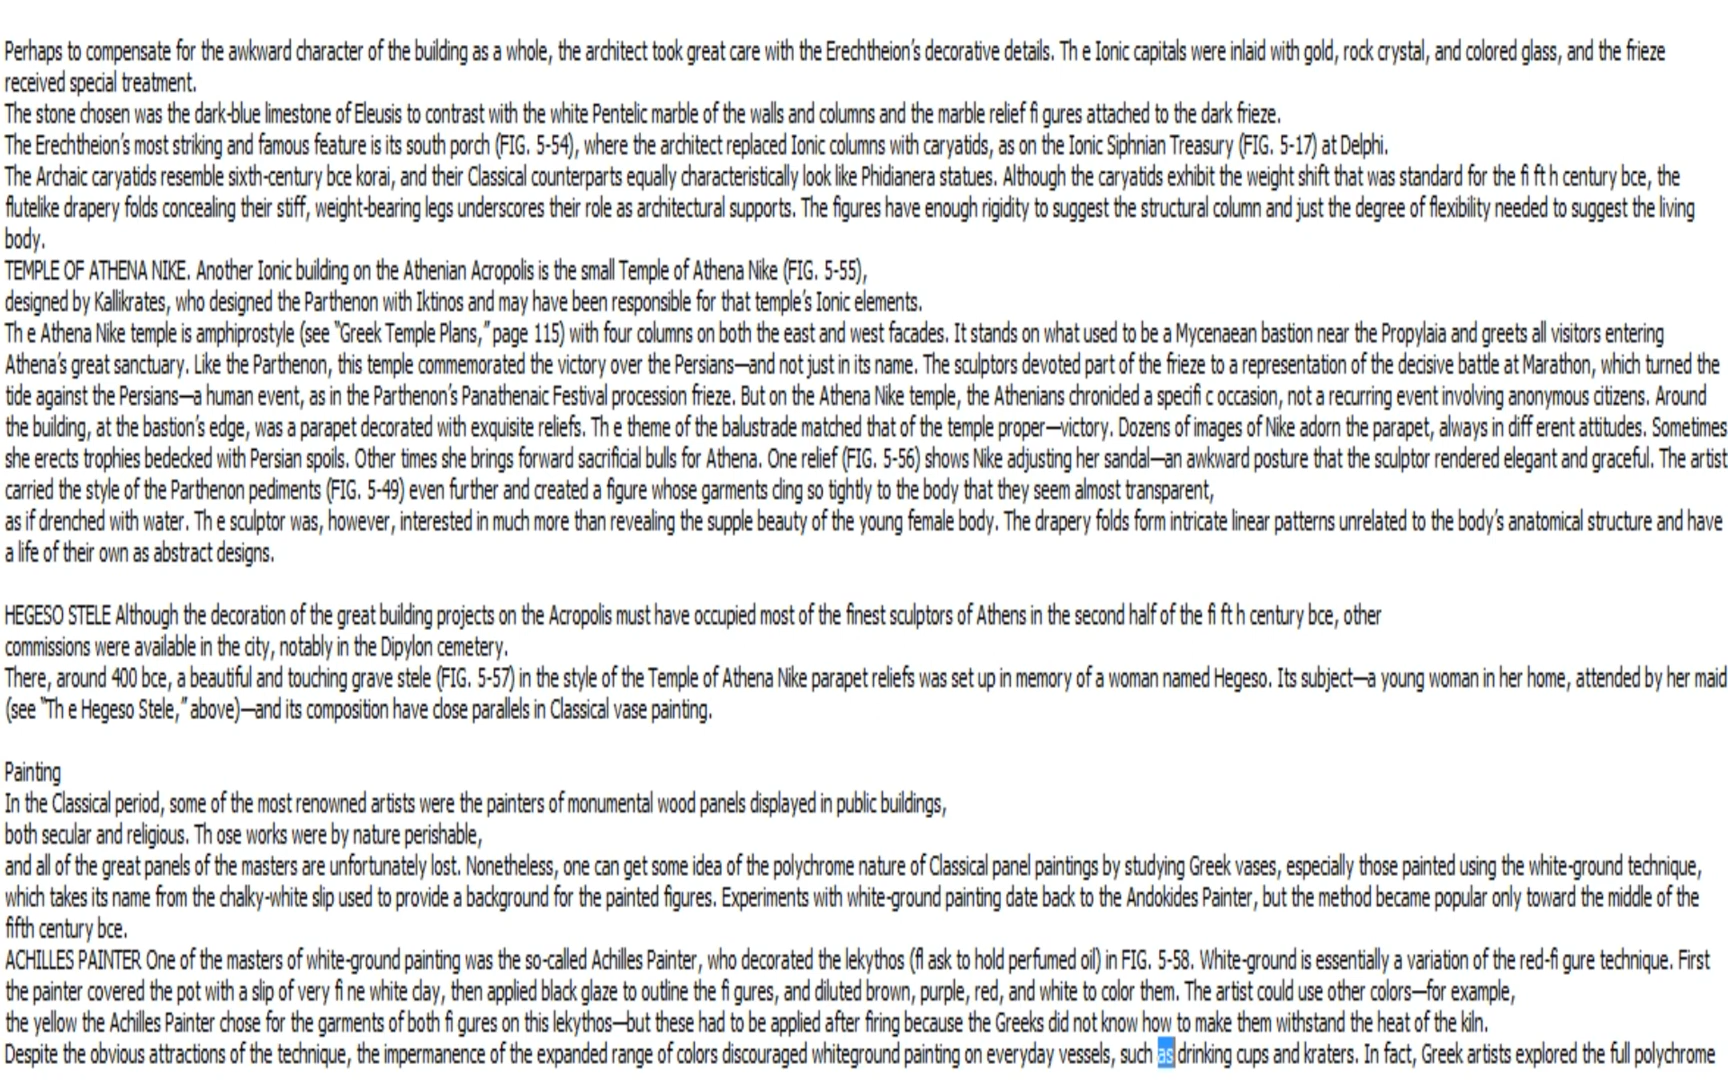 Perhaps to compensate for the awkward character of the building as a whole, the architect took great care with the Erechtheion's decorative details. Th e Ionic capitals were inlaid with gold, rock crystal, and colored glass, and the frieze
received special treatment.
The stone chosen was the dark-blue limestone of Eleusis to contrast with the white Pentelic marble of the walls and columns and the marble relief fi gures attached to the dark frieze.
The Erechtheion's most striking and famous feature is its south porch (FIG. 5-54), where the architect replaced Ionic columns with caryatids, as on the Ionic Siphnian Treasury (FIG. 5-17) at Delphi.
The Archaic caryatids resemble sixth-century bce korai, and their Classical counterparts equally characteristically look like Phidianera statues. Although the caryatids exhibit the weight shift that was standard for the fi ft h century bce, the
flutelike drapery folds concealing their stiff, weight-bearing legs underscores their role as architectural supports. The figures have enough rigidity to suggest the structural column and just the degree of flexibility needed to suggest the living
body.
TEMPLE OF ATHENA NIKE. Another Ionic building on the Athenian Acropolis is the small Temple of Athena Nike (FIG. 5-55),
designed by Kallikrates, who designed the Parthenon with Iktinos and may have been responsible for that temple's Ionic elements.
Th e Athena Nike temple is amphiprostyle (see "Greek Temple Plans," page 115) with four columns on both the east and west facades. It stands on what used to be a Mycenaean bastion near the Propylaia and greets all visitors entering
Athena's great sanctuary. Like the Parthenon, this temple commemorated the victory over the Persians—and not just in its name. The sculptors devoted part of the frieze to a representation of the decisive battle at Marathon, which turned the
tide against the Persians—a human event, as in the Parthenon's Panathenaic Festival procession frieze. But on the Athena Nike temple, the Athenians chronicled a specifi c occasion, not a recurring event involving anonymous citizens. Around
the building, at the bastion's edge, was a parapet decorated with exquisite reliefs. Th e theme of the balustrade matched that of the temple proper—victory. Dozens of images of Nike adorn the parapet, always in diff erent attitudes. Sometimes
she erects trophies bedecked with Persian spoils. Other times she brings forward sacrificial bulls for Athena. One relief (FIG. 5-56) shows Nike adjusting her sandal—an awkward posture that the sculptor rendered elegant and graceful. The artist
carried the style of the Parthenon pediments (FIG. 5-49) even further and created a figure whose garments cling so tightly to the body that they seem almost transparent,
as if drenched with water. Th e sculptor was, however, interested in much more than revealing the supple beauty of the young female body. The drapery folds form intricate linear patterns unrelated to the body's anatomical structure and have
a life of their own as abstract designs.
HEGESO STELE Although the decoration of the great building projects on the Acropolis must have occupied most of the finest sculptors of Athens in the second half of the fi ft h century bce, other
commissions were available in the city, notably in the Dipylon cemetery.
There, around 400 bce, a beautiful and touching grave stele (FIG. 5-57) in the style of the Temple of Athena Nike parapet reliefs was set up in memory of a woman named Hegeso. Its subject—a young woman in her home, attended by her maid
(see "Th e Hegeso Stele," above)—and its composition have close parallels in Classical vase painting.
Painting
In the Classical period, some of the most renowned artists were the painters of monumental wood panels displayed in public buildings,
both secular and religious. Th ose works were by nature perishable,
and all of the great panels of the masters are unfortunately lost. Nonetheless, one can get some idea of the polychrome nature of Classical panel paintings by studying Greek vases, especially those painted using the white-ground technique,
which takes its name from the chalky-white slip used to provide a background for the painted figures. Experiments with white-ground painting date back to the Andokides Painter, but the method became popular only toward the middle of the
fifth century bce.
ACHILLES PAINTER One of the masters of white-ground painting was the so-called Achilles Painter, who decorated the lekythos (fl ask to hold perfumed oil) in FIG. 5-58. White-ground is essentially a variation of the red-fi gure technique. First
the painter covered the pot with a slip of very fi ne white clay, then applied black glaze to outline the fi gures, and diluted brown, purple, red, and white to color them. The artist could use other colors—for example,
the yellow the Achilles Painter chose for the garments of both fi gures on this lekythos—but these had to be applied after firing because the Greeks did not know how to make them withstand the heat of the kiln.
Despite the obvious attractions of the technique, the impermanence of the expanded range of colors discouraged whiteground painting on everyday vessels, such as drinking cups and kraters. In fact, Greek artists explored the full polychrome